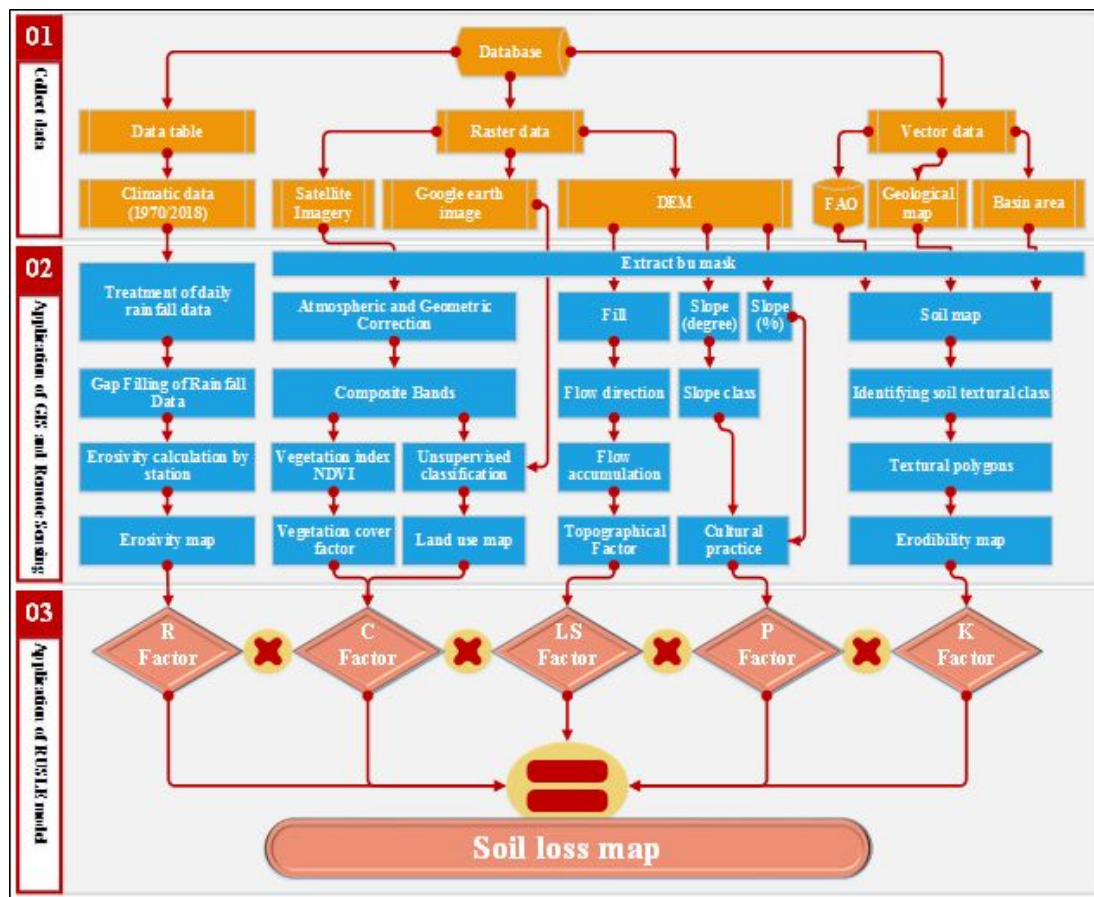 01
Collect data
Database
Data table
Raster data
Vector data
Climatic data
(1970/2018)
Satellite
Imagery
Google earth
image
DEM
FAO
Geological
map
Basin area
02
Application of GIS and Remote Sensing
Extract bu mask
Treatment of daily
rainfall data
Atmospheric and Geometric
Correction
Fill
Slope
(degree)
Slope
(%)
Soil map
Gap Filling of Rainfall
Data
Composite Bands
Flow direction
Slope class
Identifying soil textural class
Erosivity calculation by
station
Vegetation index
NDVI
Unsupervised
classification
Flow
accumulation
Textural polygons
Erosivity map
Vegetation cover
factor
Land use map
Topographical
Factor
Cultural
practice
Erodibility map
03
Application of RUSLE model
R
Factor
C
Factor
LS
Factor
P
Factor
K
Factor
Soil loss map